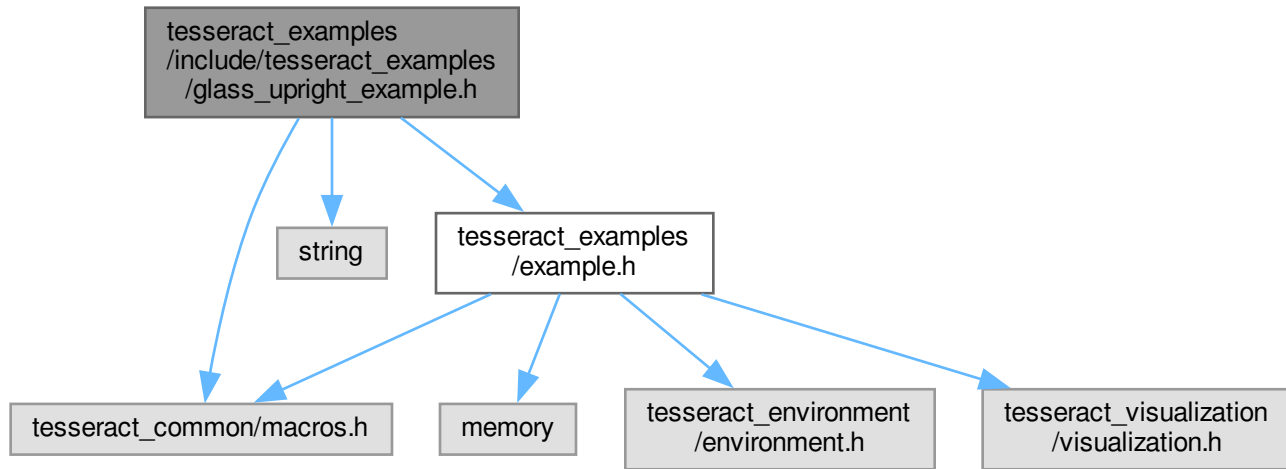 tesseract_examples
/include/tesseract_examples
/glass_upright_example.h
string
tesseract_examples
/example.h
tesseract_common/macros.h
memory
tesseract_environment
/environment.h
tesseract_visualization
/visualization.h